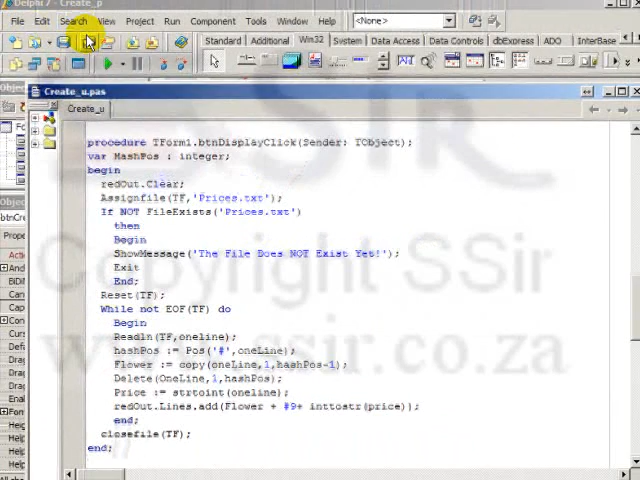 Delphi 7 - Create_p
File Edit Search View Project Run Component Tools Window Help <None>
Standard Additional Win32 System Data Access Data Controls dbExpress ADO InterBase
Create_u.pas
Create_u
procedure TForm1.btnDisplayClick(Sender: TObject);
var HashPos : integer;
begin
redOut.Clear;
Assignfile(TF,'Prices.txt');
If NOT FileExists('Prices.txt')
then
Begin
ShowMessage('The File Does NOT Exist Yet!');
Exit
End;
Reset(TF);
While not EOF(TF) do
Begin
Readln(TF,oneline);
hashPos := Pos('#',oneLine);
Flower := copy(oneLine,1,hashPos-1);
Delete(OneLine,1,hashPos);
Price := strtoint(oneline);
redOut.Lines.add(Flower + #9+ inttostr(price));
end;
closefile(TF);
end;
SSir
Copyright SSir
www.ssir.co.za